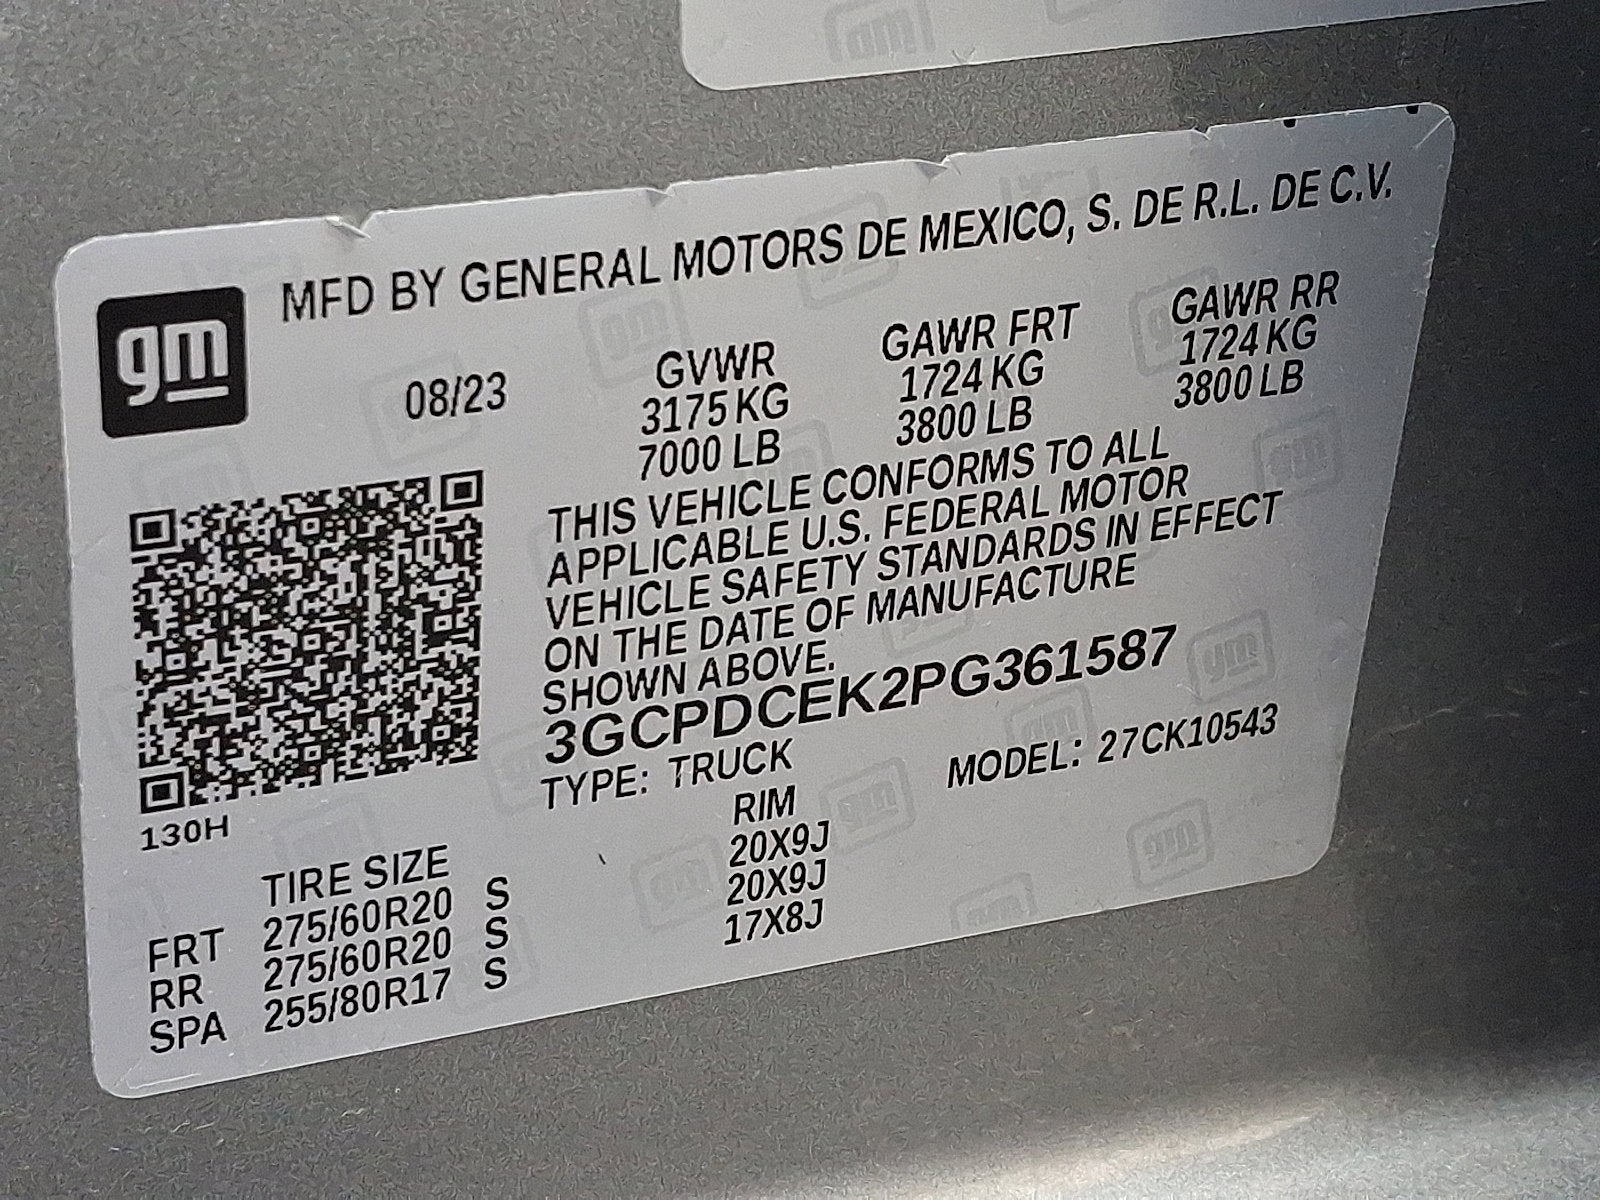 MFD BY GENERAL MOTORS DE MEXICO, S. DE R.L. DE C.V.
gm
08/23
GVWR GAWR FRT GAWR RR
3175 KG 1724 KG 1724 KG
7000 LB 3800 LB 3800 LB
THIS VEHICLE CONFORMS TO ALL
APPLICABLE U.S. FEDERAL MOTOR
VEHICLE SAFETY STANDARDS IN EFFECT
ON THE DATE OF MANUFACTURE
SHOWN ABOVE.
3GCPDCEK2PG361587
TYPE: TRUCK MODEL: 27CK10543
130H
TIRE SIZE RIM
FRT 275/60R20 S 20X9J
RR 275/60R20 S 20X9J
SPA 255/80R17 S 17X8J